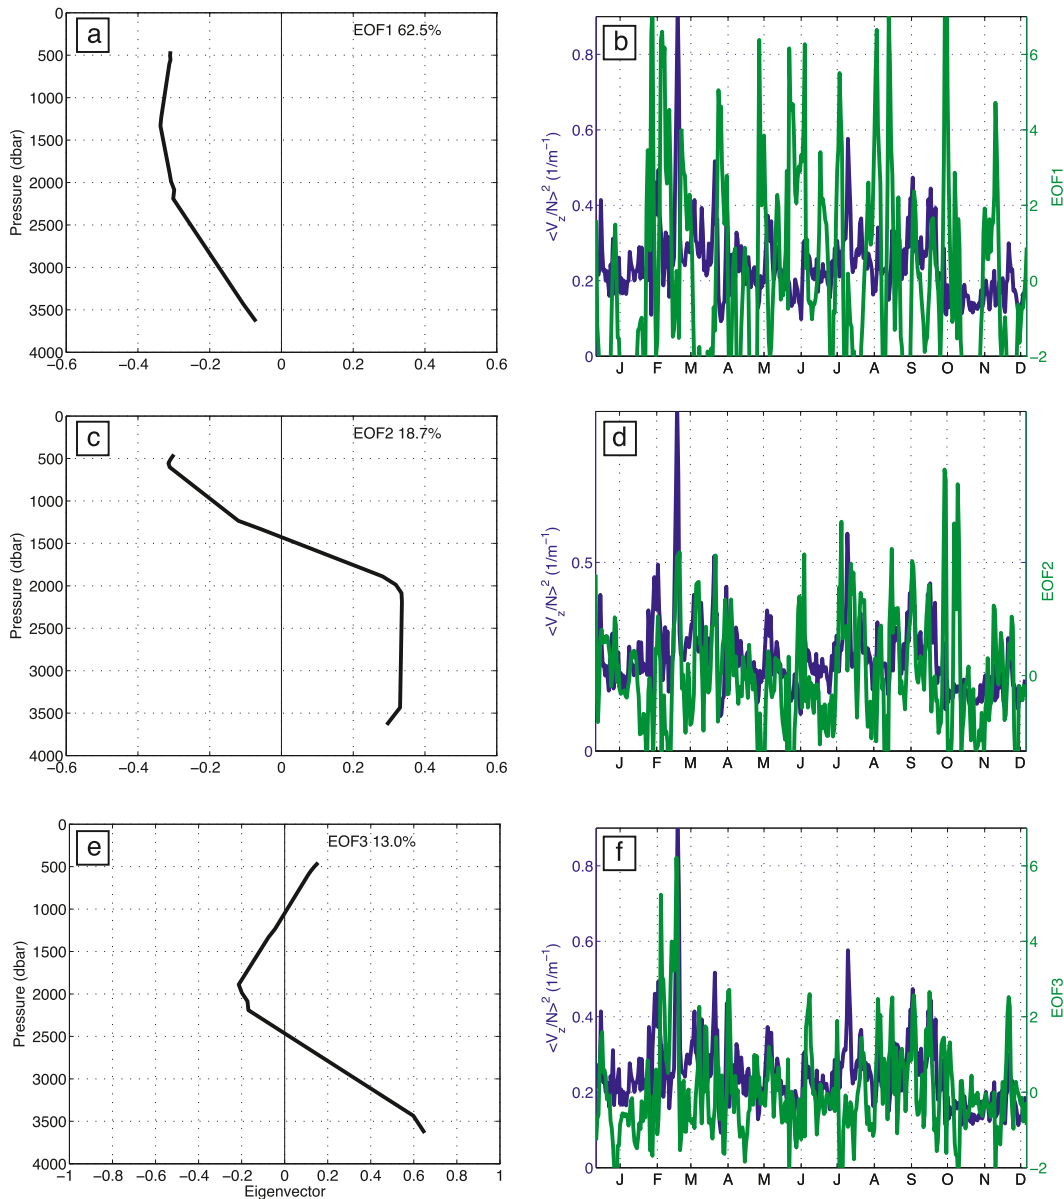 a
EOF1 62.5%
0
500
1000
1500
2000
2500
3000
3500
4000
Pressure (dbar)
−0.6 −0.4 −0.2 0 0.2 0.4 0.6
b
0.8
0.6
0.4
0.2
0
<V_z/N>² (1/m⁻¹)
6
4
2
0
−2
EOF1
J F M A M J J A S O N D
c
EOF2 18.7%
0
500
1000
1500
2000
2500
3000
3500
4000
Pressure (dbar)
−0.6 −0.4 −0.2 0 0.2 0.4 0.6
d
0.5
0
<V_z/N>² (1/m⁻¹)
0
EOF2
J F M A M J J A S O N D
e
EOF3 13.0%
0
500
1000
1500
2000
2500
3000
3500
4000
Pressure (dbar)
−1 −0.8 −0.6 −0.4 −0.2 0 0.2 0.4 0.6 0.8 1
Eigenvector
f
0.8
0.6
0.4
0.2
0
<V_z/N>² (1/m⁻¹)
6
4
2
0
−2
EOF3
J F M A M J J A S O N D